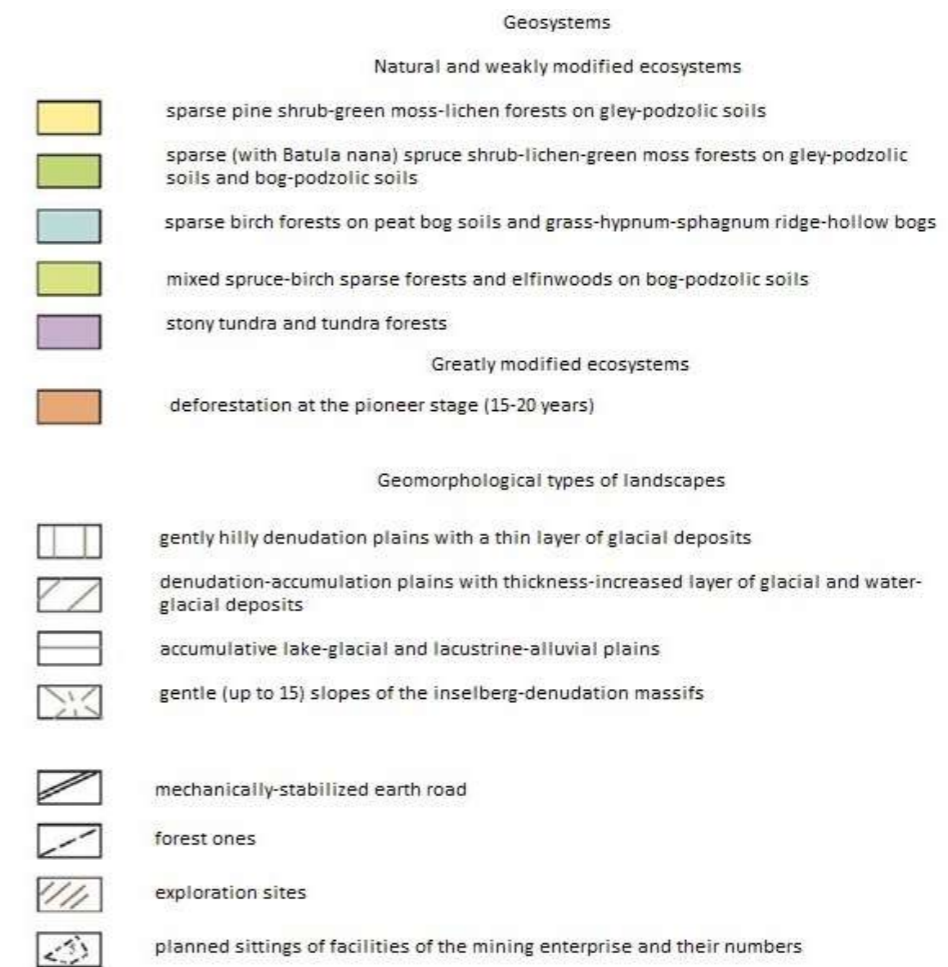 Geosystems
Natural and weakly modified ecosystems
sparse pine shrub-green moss-lichen forests on gley-podzolic soils
sparse (with Batula nana) spruce shrub-lichen-green moss forests on gley-podzolic
soils and bog-podzolic soils
sparse birch forests on peat bog soils and grass-hypnum-sphagnum ridge-hollow bogs
mixed spruce-birch sparse forests and elfinwoods on bog-podzolic soils
stony tundra and tundra forests
Greatly modified ecosystems
deforestation at the pioneer stage (15-20 years)
Geomorphological types of landscapes
gently hilly denudation plains with a thin layer of glacial deposits
denudation-accumulation plains with thickness-increased layer of glacial and water-
glacial deposits
accumulative lake-glacial and lacustrine-alluvial plains
gentle (up to 15) slopes of the inselberg-denudation massifs
mechanically-stabilized earth road
forest ones
exploration sites
planned sittings of facilities of the mining enterprise and their numbers